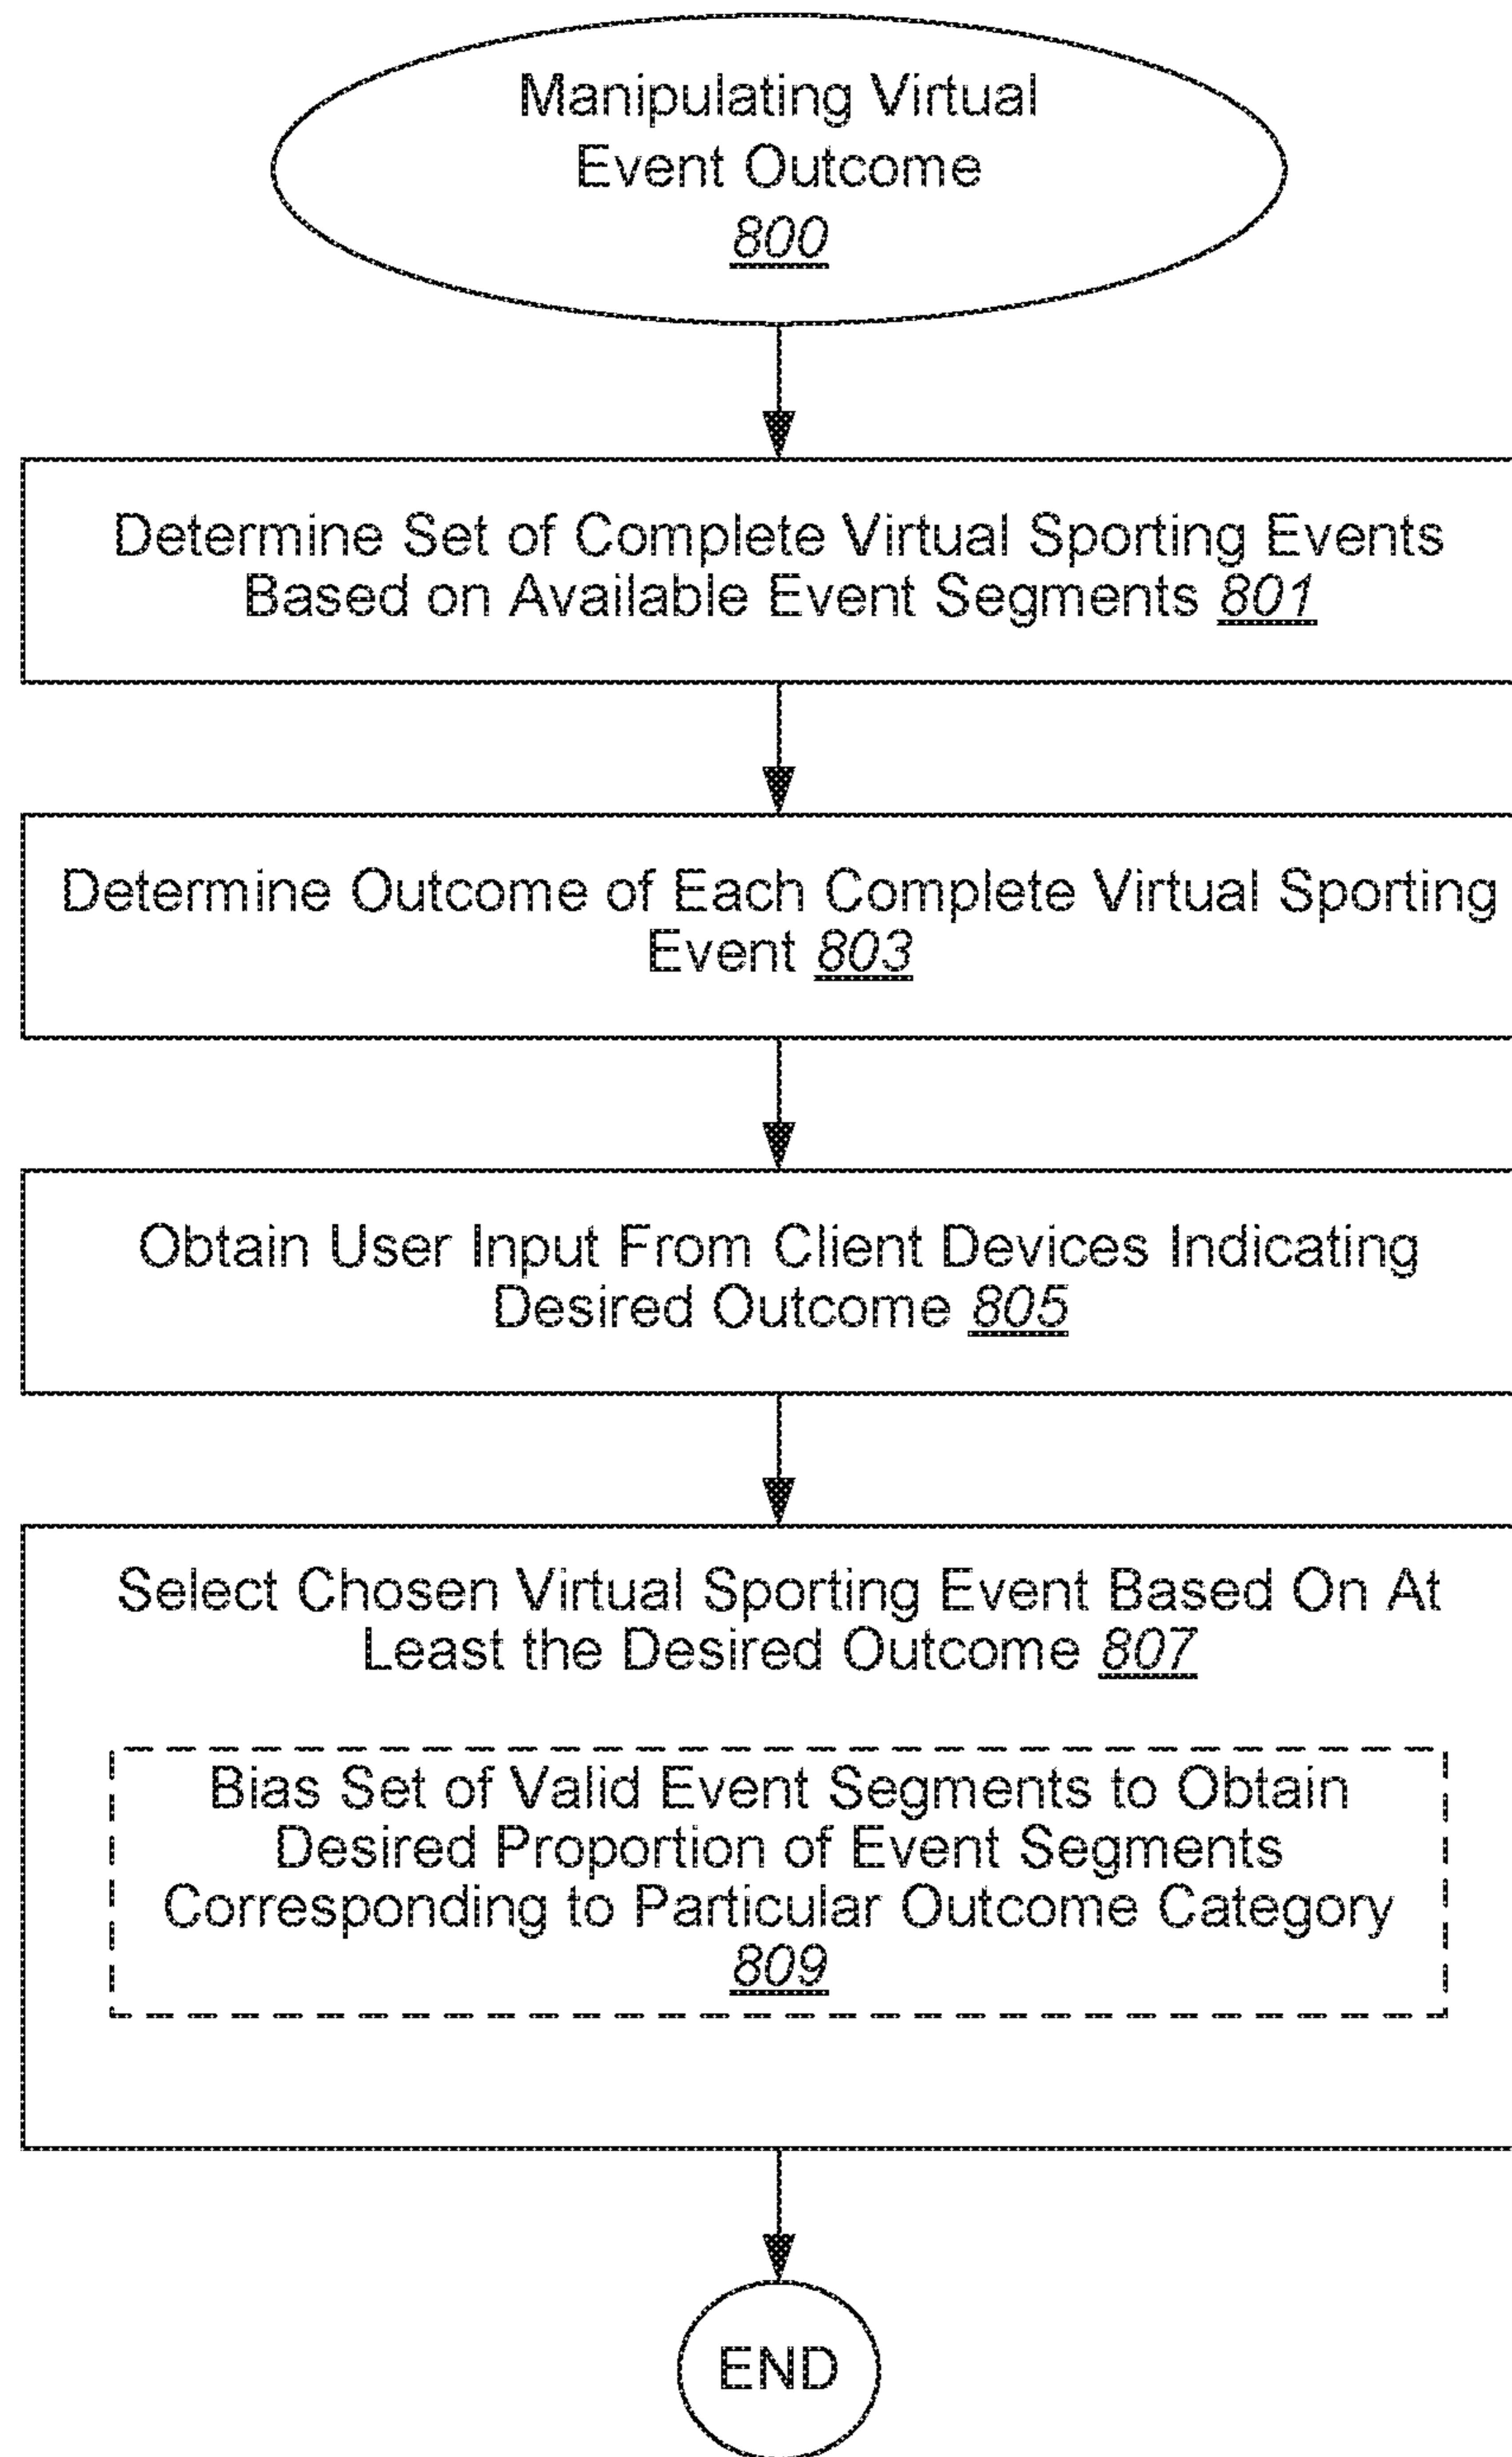 Manipulating Virtual
Event Outcome
800
Determine Set of Complete Virtual Sporting Events
Based on Available Event Segments 801
Determine Outcome of Each Complete Virtual Sporting
Event 803
Obtain User Input From Client Devices Indicating
Desired Outcome 805
Select Chosen Virtual Sporting Event Based On At
Least the Desired Outcome 807
Bias Set of Valid Event Segments to Obtain
Desired Proportion of Event Segments
Corresponding to Particular Outcome Category
809
END